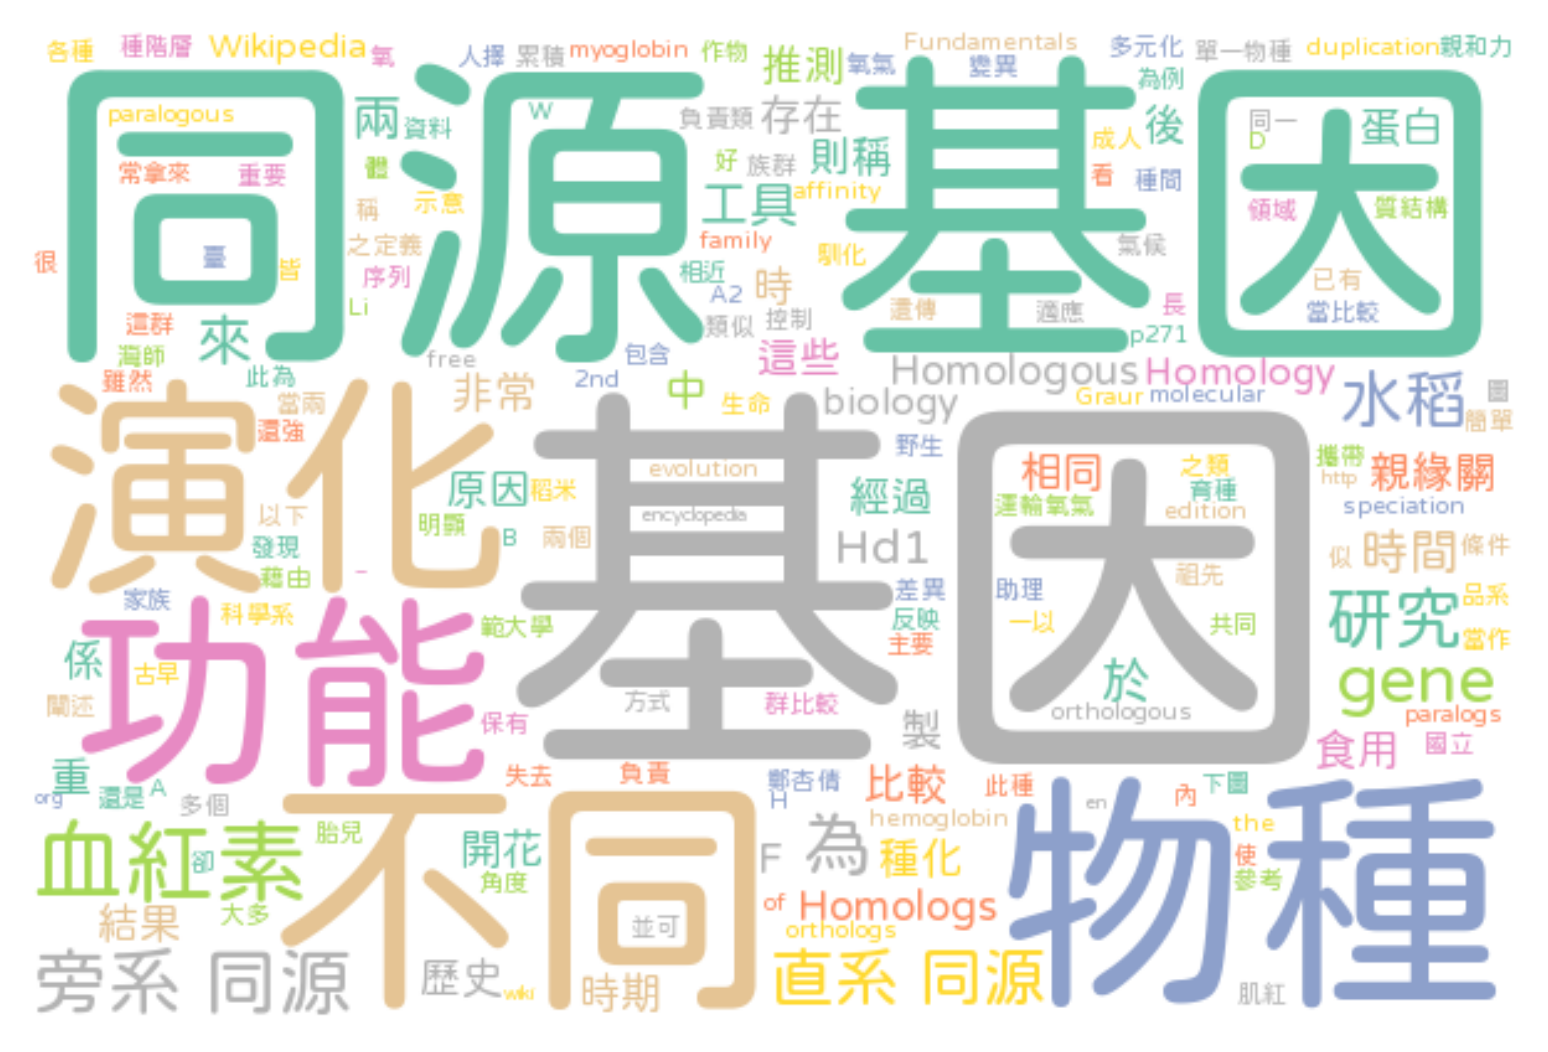 各種 種階層 Wikipedia 氧 人擇 累積 myoglobin 作物 推測 氧氣 Fundamentals 變異 多元化 單一物種 duplication 親和力
同源基因
paralogous 兩 資料 W 負責類 存在 為例 後 成人 同一 D 蛋白
常拿來 重要 體 好 族群 則稱 看 種間
稱 示意 工具 affinity 領域 質結構
很 臺 皆 之定義 family 馴化 氣候
序列 相近 A2 時 已有
Li 類似 控制 遺傳 適應 長 當比較
這群 來 p271
灣師 free 包含 這些 Homologous Homology
雖然 此為 2nd 中 生命 biology Graur molecular 水稻 圖
當兩 非常 簡單
還強
演化
基因
野生 相同 之類 攜帶 親緣關
evolution http
原因 稻米 經過 運輸氧氣 育種 speciation
以下 明顯 B 兩個 encyclopedia Hd1 edition
發現 似 時間 條件
藉由 – 祖先
家族 差異 助理 研究 品系
科學系 範大學 反映 一以 共同 當作
功能
係 主要 於 gene
古早 方式 群比較 orthologous paralogs
闡述 保有 製 食用 國立
重 失去 負責 鄭杏倩 比較 此種 內 下圖
org 還是 A 多個 H en
不同
物種
血紅素 卻 胎兒 開花 F 為 hemoglobin the
種化 使
角度 參考
結果 大多 of Homologs
並可 orthologs
旁系 同源 歷史 wiki 時期 直系 同源 肌紅